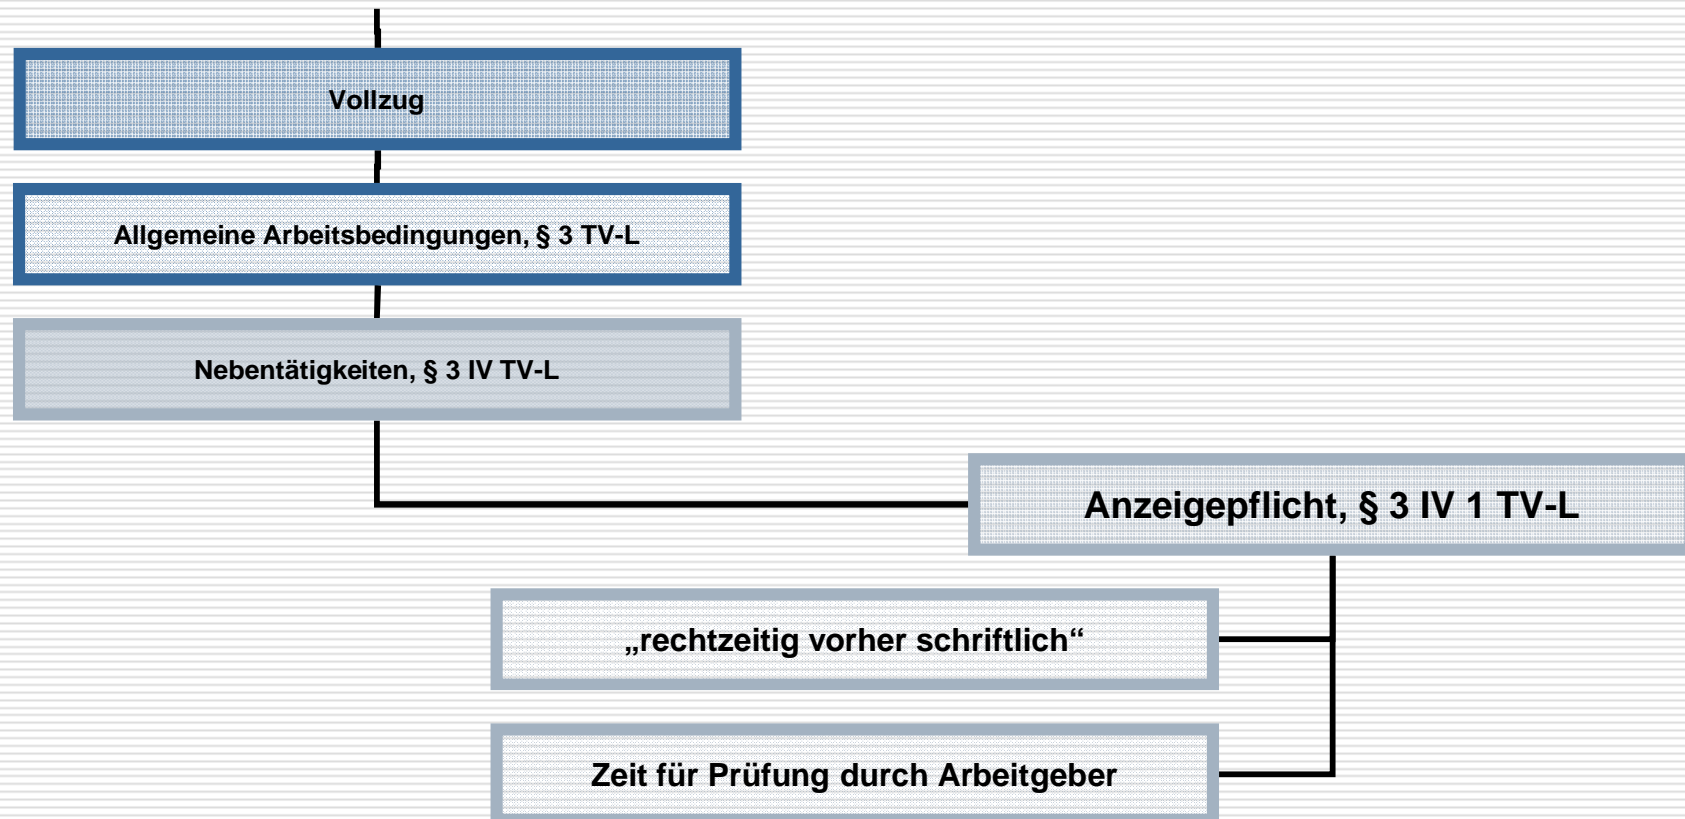 Vollzug
Allgemeine Arbeitsbedingungen, § 3 TV-L
Nebentätigkeiten, § 3 IV TV-L
Anzeigepflicht, § 3 IV 1 TV-L
„rechtzeitig vorher schriftlich“
Zeit für Prüfung durch Arbeitgeber